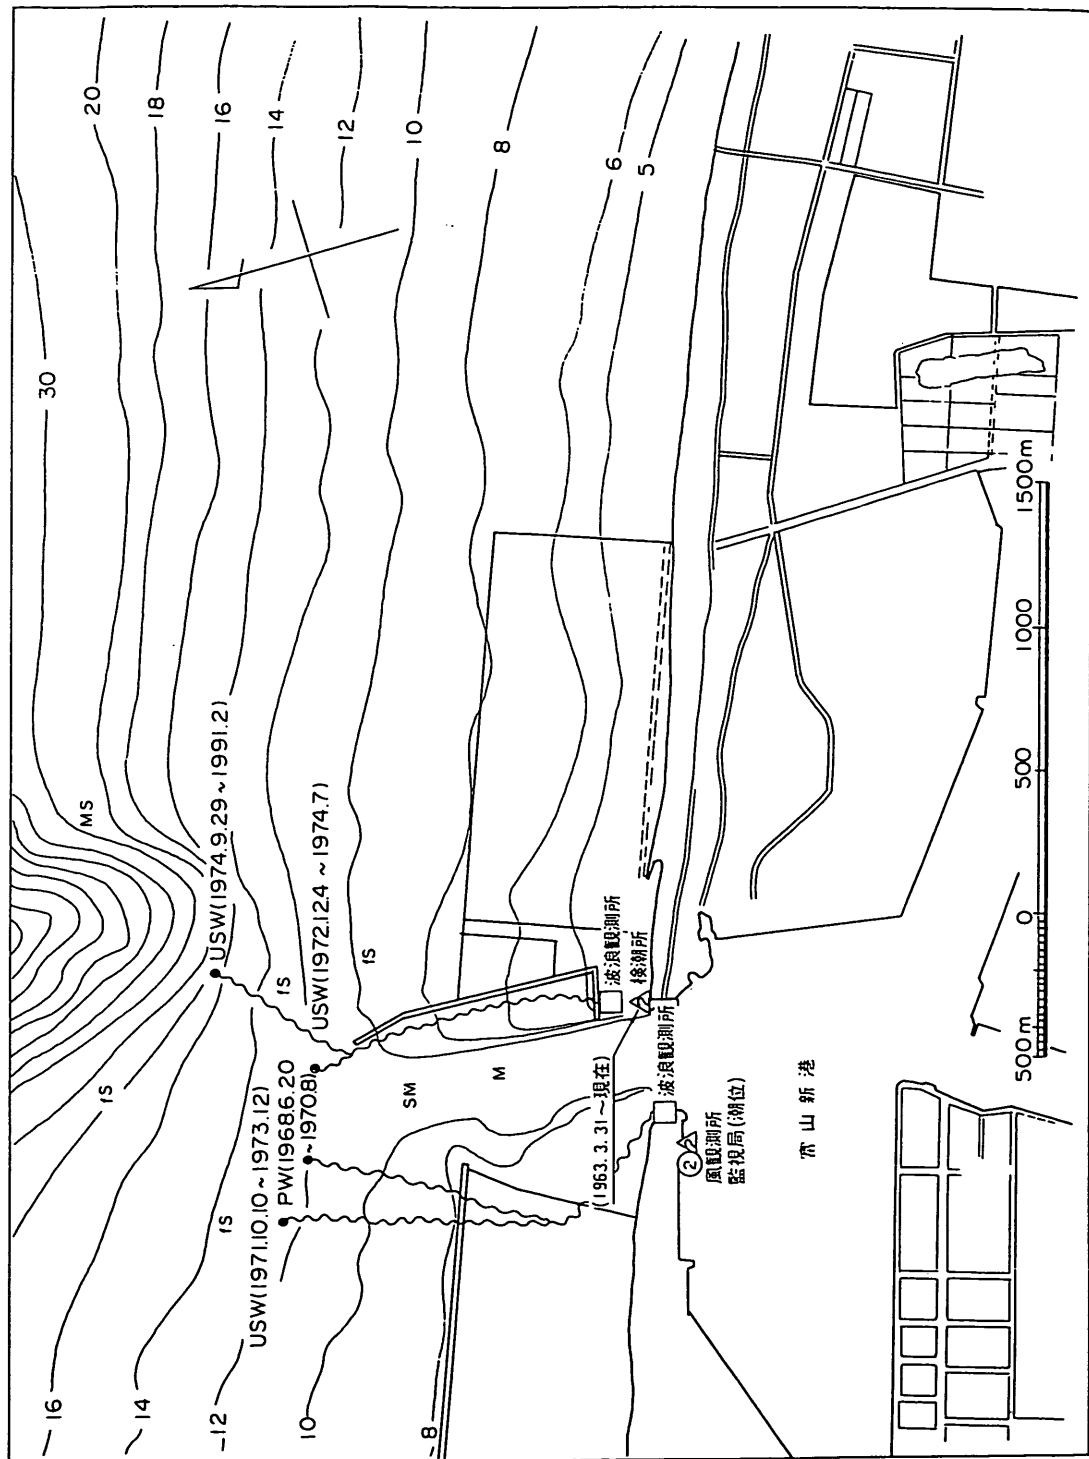 20
18
16
14
12
10
8
6
5
30
MS
USW(1974.9.29~1991.2)
fS
USW(1972.12.4~1974.7)
fS
fS
PW(1968.6.20
~1970.8)
USW(1971.10.10~1973.12)
fS
SM
M
波浪観測所
検潮所
(1963.3.31~現在)
波浪観測所
2
風観測所
監視局(潮位)
富山新港
16
14
12
10
8
500m
0
500
1000
1500m